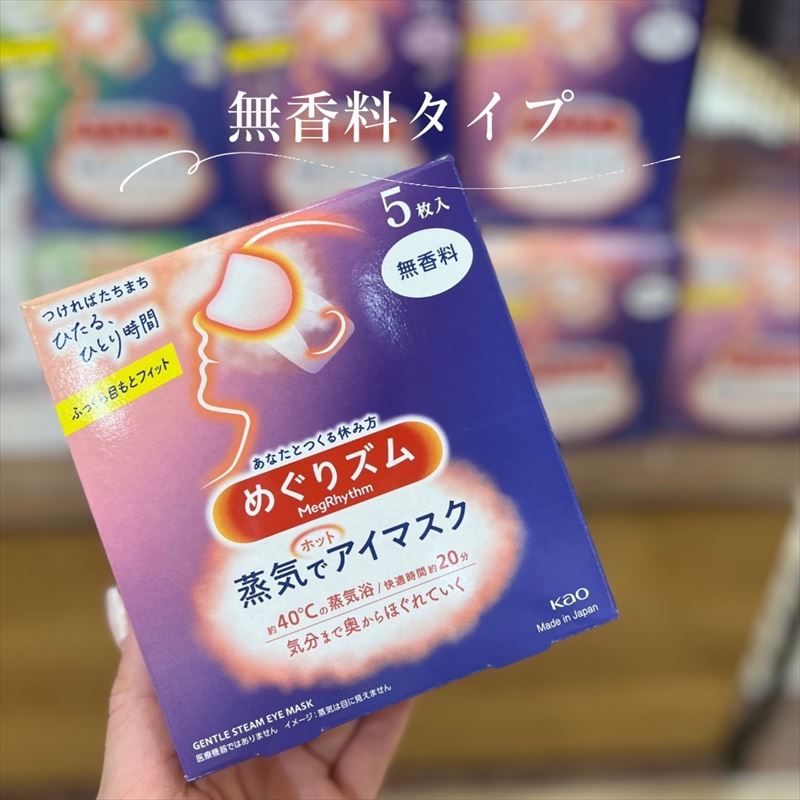 無香料タイプ
5枚入
無香料
つければたちまち
ひたる、
ひとり時間
ふっくら目もとフィット
あなたとつくる休み方
めぐりズム
MegRhythm
ホット
蒸気でアイマスク
約40℃の蒸気浴/快適時間約20分
気分まで奥からほぐれていく
Kao
Made in Japan
GENTLE STEAM EYE MASK
医療機器ではありません イメージ:蒸気は目に見えません